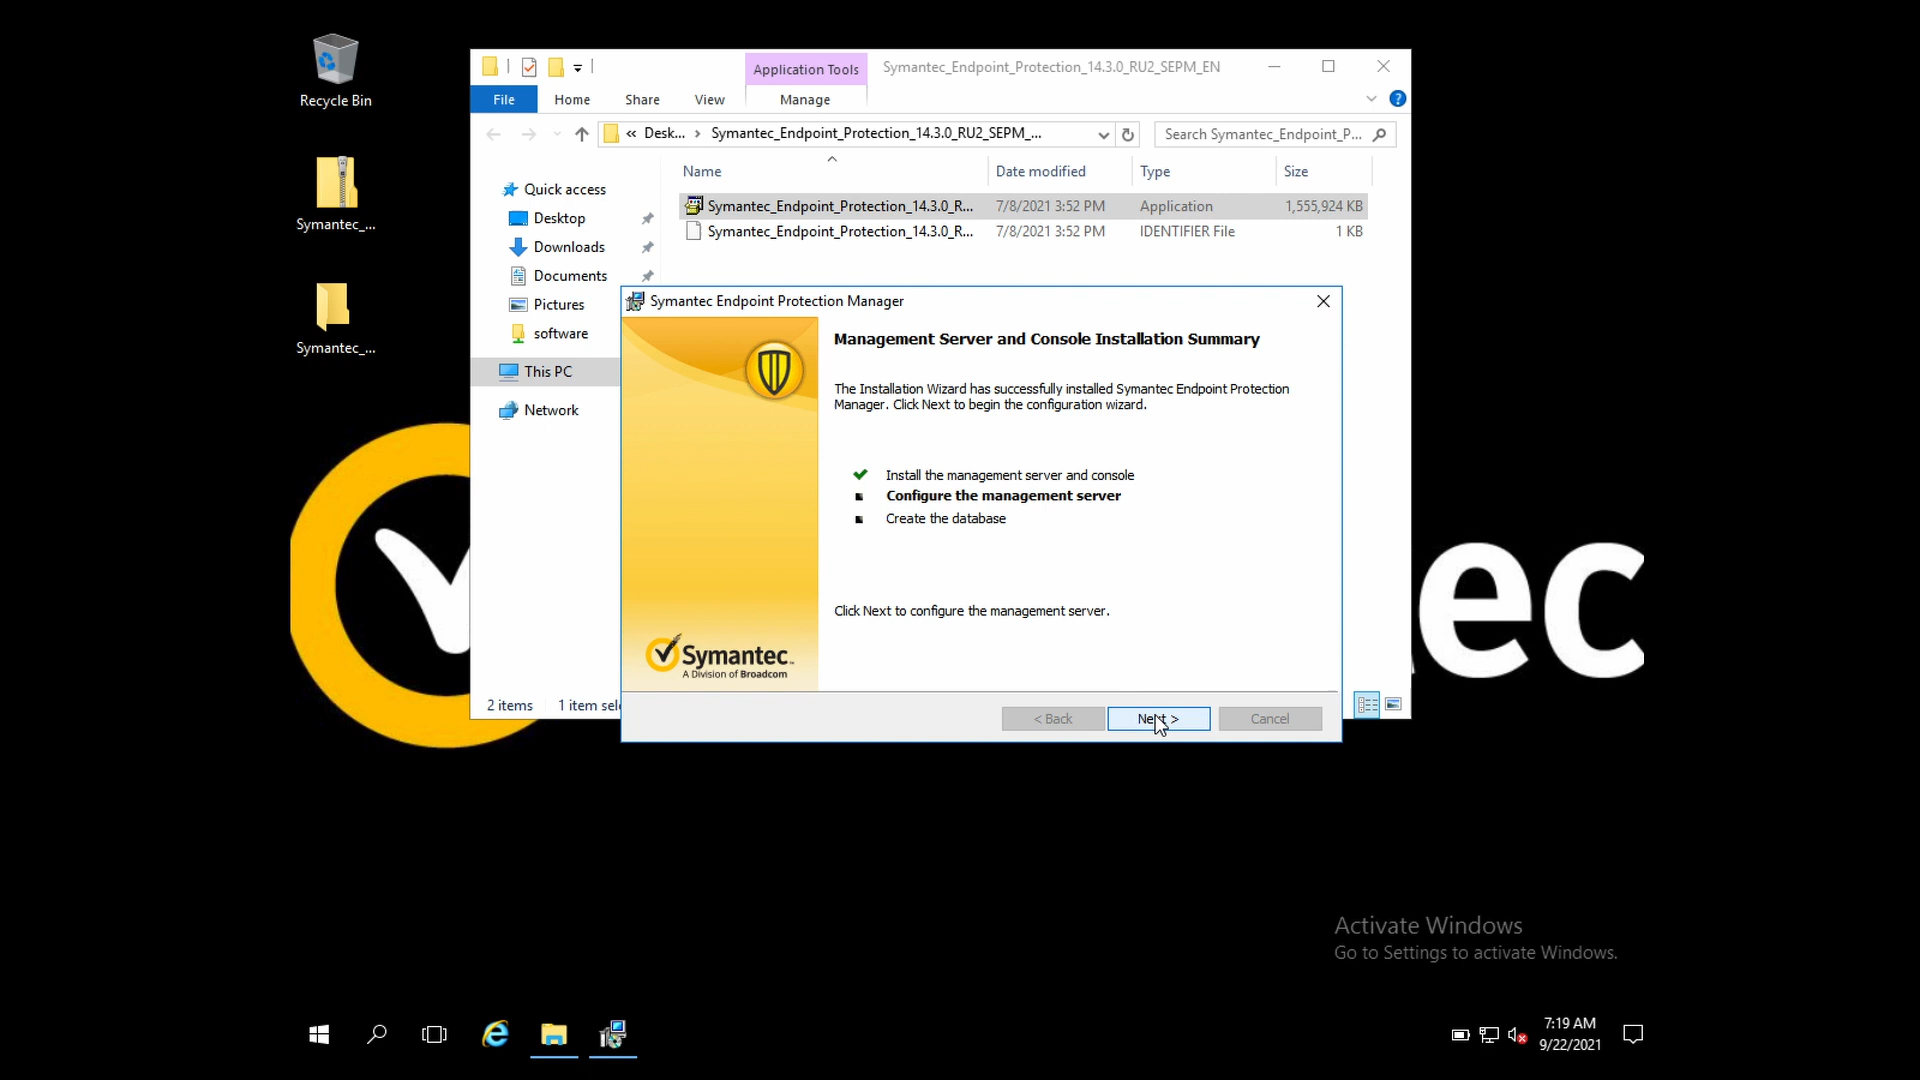 Recycle Bin
Symantec_...
Symantec_...
Application Tools
Symantec_Endpoint_Protection_14.3.0_RU2_SEPM_EN
File
Home
Share
View
Manage
« Desk... › Symantec_Endpoint_Protection_14.3.0_RU2_SEPM_...
Search Symantec_Endpoint_P...
Name
Date modified
Type
Size
Symantec_Endpoint_Protection_14.3.0_R...
7/8/2021 3:52 PM
Application
1,555,924 KB
Symantec_Endpoint_Protection_14.3.0_R...
7/8/2021 3:52 PM
IDENTIFIER File
1 KB
Quick access
Desktop
Downloads
Documents
Pictures
software
This PC
Network
2 items
1 item sel
Symantec Endpoint Protection Manager
Management Server and Console Installation Summary
The Installation Wizard has successfully installed Symantec Endpoint Protection
Manager. Click Next to begin the configuration wizard.
Install the management server and console
Configure the management server
Create the database
Click Next to configure the management server.
Symantec
A Division of Broadcom
< Back
Next >
Cancel
ec
Activate Windows
Go to Settings to activate Windows.
7:19 AM
9/22/2021